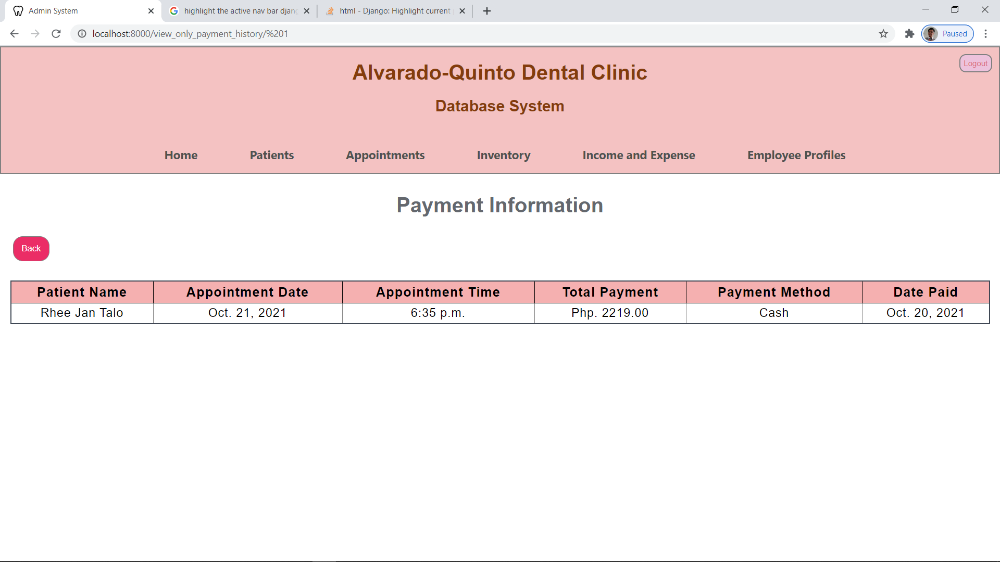 Admin System
highlight the active nav bar djang
html - Django: Highlight current
localhost:8000/view_only_payment_history/%201
Paused
Alvarado-Quinto Dental Clinic
Logout
Database System
Home Patients Appointments Inventory Income and Expense Employee Profiles
Payment Information
Back
Patient Name Appointment Date Appointment Time Total Payment Payment Method Date Paid
Rhee Jan Talo Oct. 21, 2021 6:35 p.m. Php. 2219.00 Cash Oct. 20, 2021